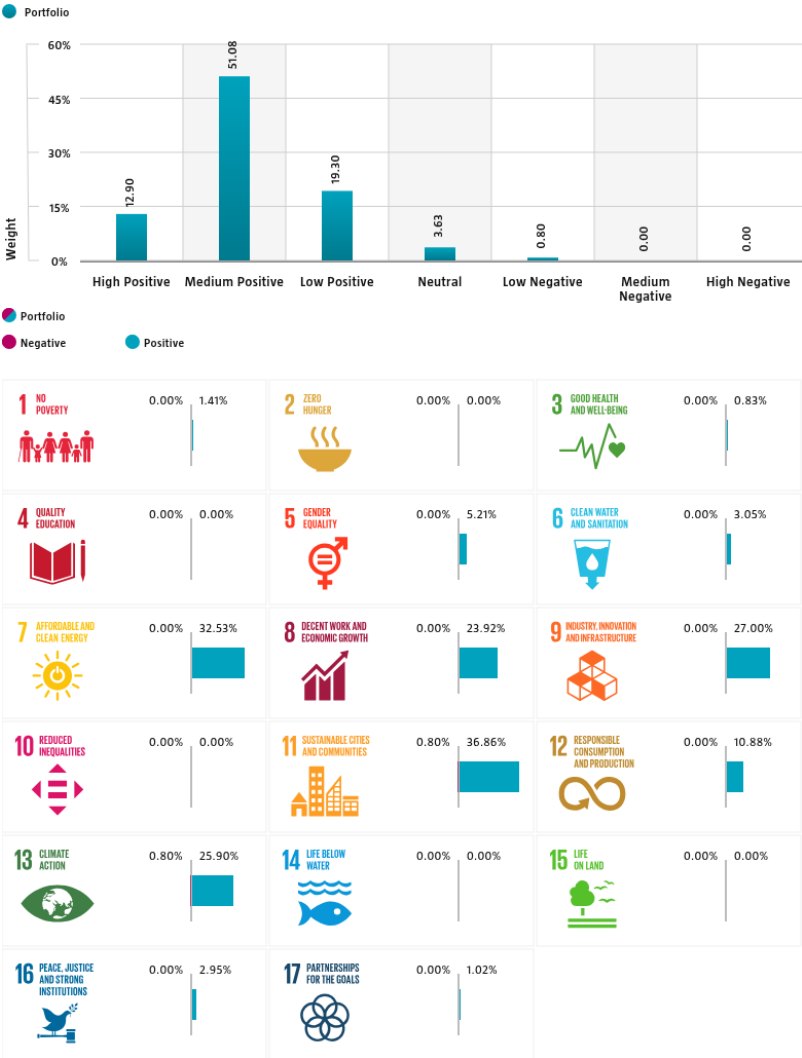 Portfolio
Weight
60%
45%
30%
15%
0%
12.90
51.08
19.30
3.63
0.80
0.00
0.00
High Positive
Medium Positive
Low Positive
Neutral
Low Negative
Medium
Negative
High Negative
Portfolio
Negative
Positive
1 NO
POVERTY
0.00% 1.41%
2 ZERO
HUNGER
0.00% 0.00%
3 GOOD HEALTH
AND WELL-BEING
0.00% 0.83%
4 QUALITY
EDUCATION
0.00% 0.00%
5 GENDER
EQUALITY
0.00% 5.21%
6 CLEAN WATER
AND SANITATION
0.00% 3.05%
7 AFFORDABLE AND
CLEAN ENERGY
0.00% 32.53%
8 DECENT WORK AND
ECONOMIC GROWTH
0.00% 23.92%
9 INDUSTRY, INNOVATION
AND INFRASTRUCTURE
0.00% 27.00%
10 REDUCED
INEQUALITIES
0.00% 0.00%
11 SUSTAINABLE CITIES
AND COMMUNITIES
0.80% 36.86%
12 RESPONSIBLE
CONSUMPTION
AND PRODUCTION
0.00% 10.88%
13 CLIMATE
ACTION
0.80% 25.90%
14 LIFE BELOW
WATER
0.00% 0.00%
15 LIFE
ON LAND
0.00% 0.00%
16 PEACE, JUSTICE
AND STRONG
INSTITUTIONS
0.00% 2.95%
17 PARTNERSHIPS
FOR THE GOALS
0.00% 1.02%